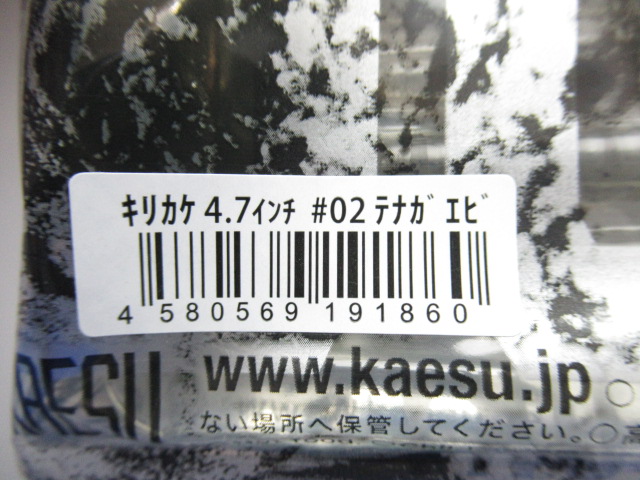 ｷﾘｶｹ 4.7ｲﾝﾁ #02 ﾃﾅｶﾞｴﾋﾞ
4 580569 191860
KAESU
www.kaesu.jp
ない場所へ保管してください。○